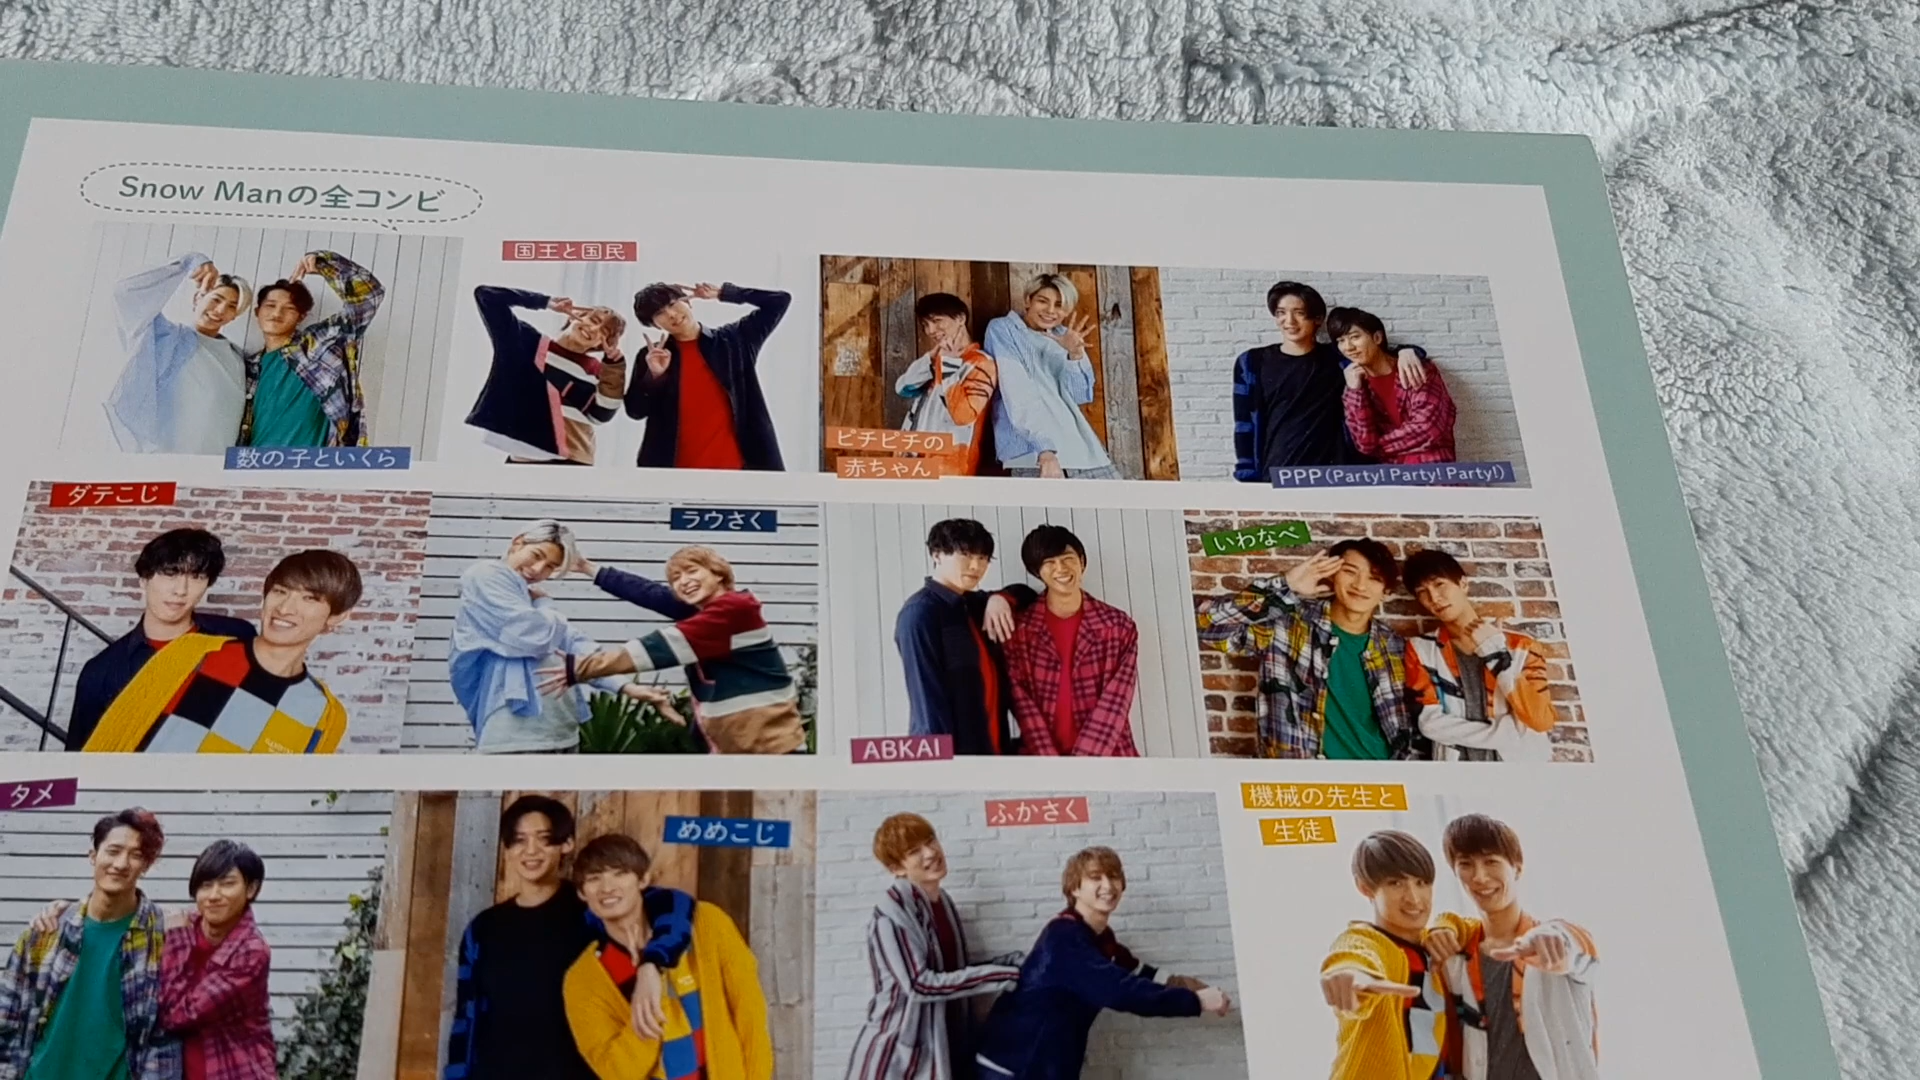 Snow Manの全コンビ
数の子といくら
国王と国民
ピチピチの
赤ちゃん
PPP(Party! Party! Party!)
ダテこじ
ラウさく
ABKAI
いわなべ
タメ
めめこじ
ふかさく
機械の先生と
生徒